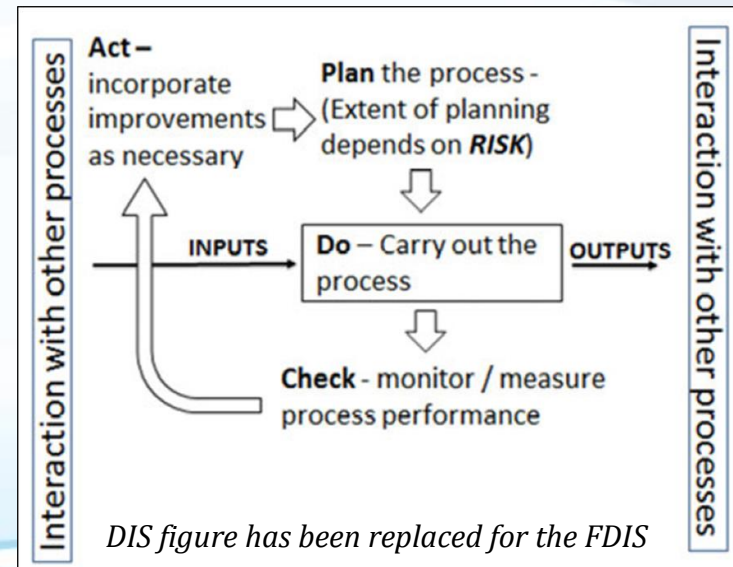 Interaction with other processes
Act –
incorporate
improvements
as necessary
Plan the process -
(Extent of planning
depends on RISK)
INPUTS
Do – Carry out the
process
OUTPUTS
Check - monitor / measure
process performance
Interaction with other processes
DIS figure has been replaced for the FDIS